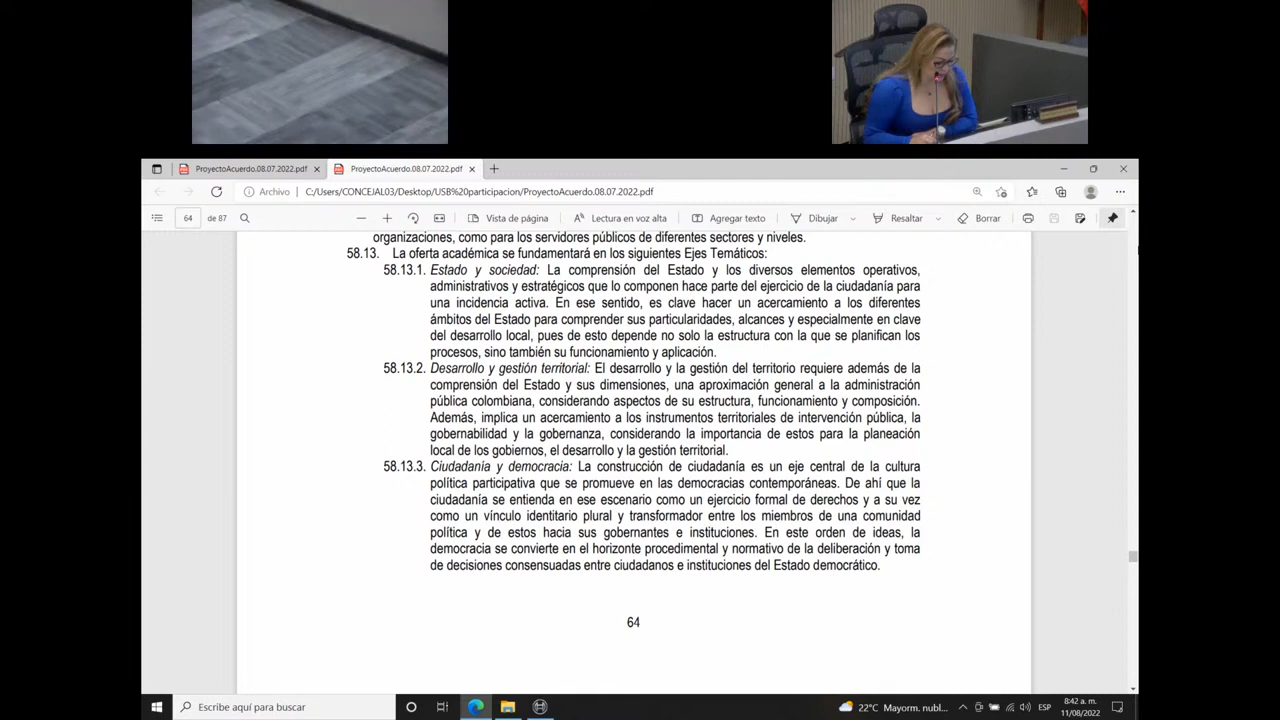 ProyectoAcuerdo.08.07.2022.pdf
ProyectoAcuerdo.08.07.2022.pdf
Archivo
C:/Users/CONCEJAL03/Desktop/USB%20participacion/ProyectoAcuerdo.08.07.2022.pdf
64 de 87
Vista de página
Lectura en voz alta
Agregar texto
Dibujar
Resaltar
Borrar
organizaciones, como para los servidores públicos de diferentes sectores y niveles.
58.13. La oferta académica se fundamentará en los siguientes Ejes Temáticos:
58.13.1. Estado y sociedad: La comprensión del Estado y los diversos elementos operativos,
administrativos y estratégicos que lo componen hace parte del ejercicio de la ciudadanía para
una incidencia activa. En ese sentido, es clave hacer un acercamiento a los diferentes
ámbitos del Estado para comprender sus particularidades, alcances y especialmente en clave
del desarrollo local, pues de esto depende no solo la estructura con la que se planifican los
procesos, sino también su funcionamiento y aplicación.
58.13.2. Desarrollo y gestión territorial: El desarrollo y la gestión del territorio requiere además de la
comprensión del Estado y sus dimensiones, una aproximación general a la administración
pública colombiana, considerando aspectos de su estructura, funcionamiento y composición.
Además, implica un acercamiento a los instrumentos territoriales de intervención pública, la
gobernabilidad y la gobernanza, considerando la importancia de estos para la planeación
local de los gobiernos, el desarrollo y la gestión territorial.
58.13.3. Ciudadanía y democracia: La construcción de ciudadanía es un eje central de la cultura
política participativa que se promueve en las democracias contemporáneas. De ahí que la
ciudadanía se entienda en ese escenario como un ejercicio formal de derechos y a su vez
como un vínculo identitario plural y transformador entre los miembros de una comunidad
política y de estos hacia sus gobernantes e instituciones. En este orden de ideas, la
democracia se convierte en el horizonte procedimental y normativo de la deliberación y toma
de decisiones consensuadas entre ciudadanos e instituciones del Estado democrático.
64
Escribe aquí para buscar
22°C Mayorm. nubl...
ESP
8:42 a. m.
11/08/2022